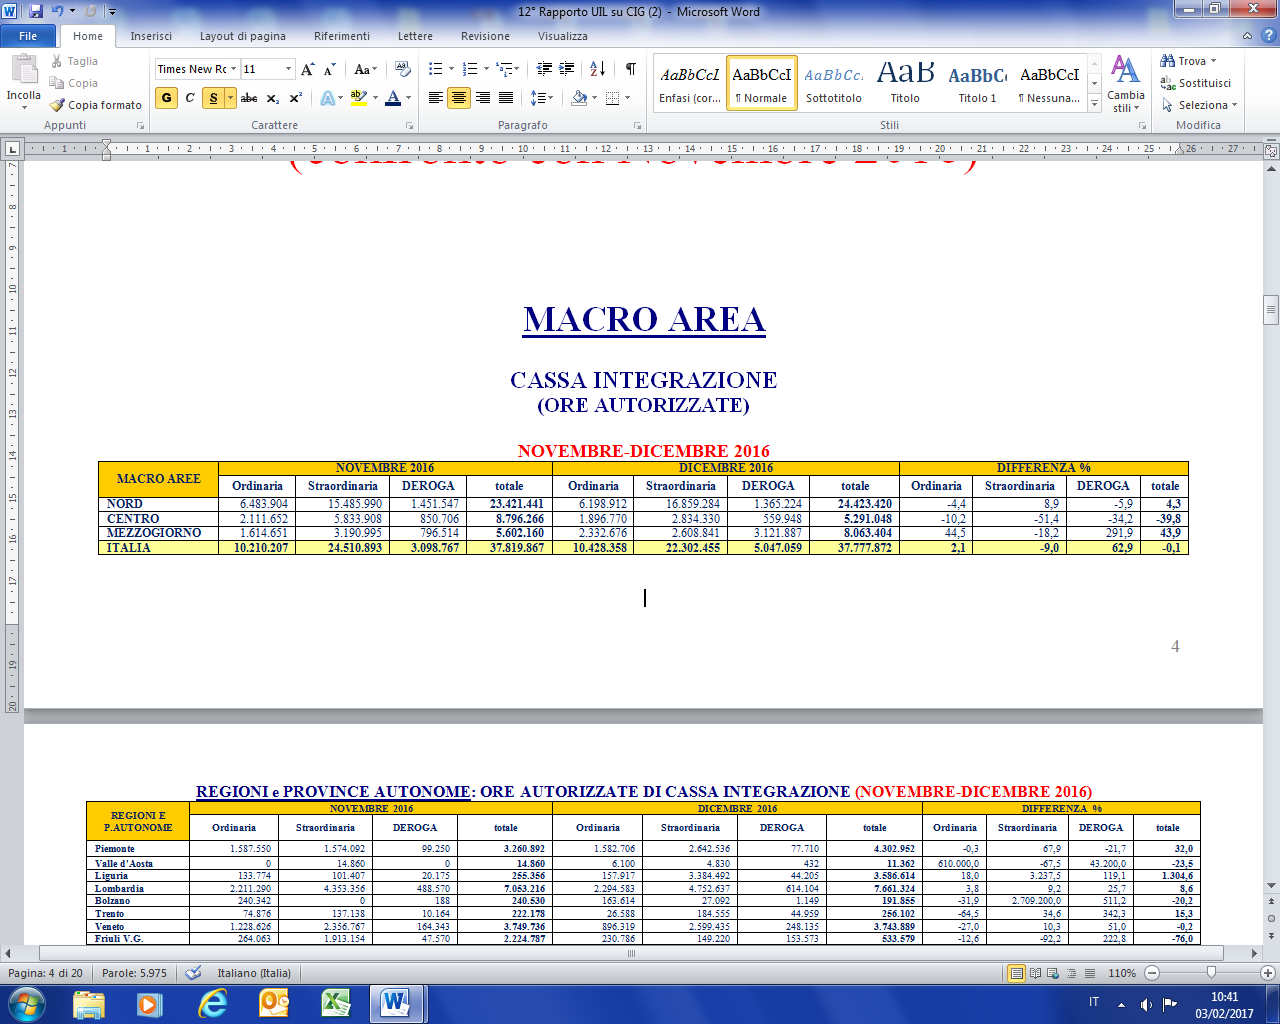 12° Rapporto UIL su CIG (2) - Microsoft Word
File Home Inserisci Layout di pagina Riferimenti Lettere Revisione Visualizza
Incolla Taglia Copia Copia formato
Times New Ro 11
G C S abc x₂ x² Aa
AaBbCcI AaBbCcI AaBbCc. AaB AaBbCc AaBbCcI
Enfasi (cor... ¶ Normale Sottotitolo Titolo Titolo 1 ¶ Nessuna...
Cambia stili
Trova
Sostituisci
Seleziona
Appunti Carattere Paragrafo Stili Modifica
(confronto con Novembre 2016)
MACRO AREA
CASSA INTEGRAZIONE
(ORE AUTORIZZATE)
NOVEMBRE-DICEMBRE 2016
MACRO AREE NOVEMBRE 2016 DICEMBRE 2016 DIFFERENZA %
Ordinaria Straordinaria DEROGA totale Ordinaria Straordinaria DEROGA totale Ordinaria Straordinaria DEROGA totale
NORD 6.483.904 15.485.990 1.451.547 23.421.441 6.198.912 16.859.284 1.365.224 24.423.420 -4,4 8,9 -5,9 4,3
CENTRO 2.111.652 5.833.908 850.706 8.796.266 1.896.770 2.834.330 559.948 5.291.048 -10,2 -51,4 -34,2 -39,8
MEZZOGIORNO 1.614.651 3.190.995 796.514 5.602.160 2.332.676 2.608.841 3.121.887 8.063.404 44,5 -18,2 291,9 43,9
ITALIA 10.210.207 24.510.893 3.098.767 37.819.867 10.428.358 22.302.455 5.047.059 37.777.872 2,1 -9,0 62,9 -0,1
4
REGIONI e PROVINCE AUTONOME: ORE AUTORIZZATE DI CASSA INTEGRAZIONE (NOVEMBRE-DICEMBRE 2016)
REGIONI E P.AUTONOME NOVEMBRE 2016 DICEMBRE 2016 DIFFERENZA %
Ordinaria Straordinaria DEROGA totale Ordinaria Straordinaria DEROGA totale Ordinaria Straordinaria DEROGA totale
Piemonte 1.587.550 1.574.092 99.250 3.260.892 1.582.706 2.642.536 77.710 4.302.952 -0,3 67,9 -21,7 32,0
Valle d'Aosta 0 14.860 0 14.860 6.100 4.830 432 11.362 610.000,0 -67,5 43.200,0 -23,5
Liguria 133.774 101.407 20.175 255.356 157.917 3.384.492 44.205 3.586.614 18,0 3.237,5 119,1 1.304,6
Lombardia 2.211.290 4.353.356 488.570 7.053.216 2.294.583 4.752.637 614.104 7.661.324 3,8 9,2 25,7 8,6
Bolzano 240.342 0 188 240.530 163.614 27.092 1.149 191.855 -31,9 2.709.200,0 511,2 -20,2
Trento 74.876 137.138 10.164 222.178 26.588 184.555 44.959 256.102 -64,5 34,6 342,3 15,3
Veneto 1.228.626 2.356.767 164.343 3.749.736 896.319 2.599.435 248.135 3.743.889 -27,0 10,3 51,0 -0,2
Friuli V.G. 264.063 1.913.154 47.570 2.224.787 230.786 149.220 153.573 533.579 -12,6 -92,2 222,8 -76,0
Pagina: 4 di 20 Parole: 5.975 Italiano (Italia) 110%
IT 10:41
03/02/2017